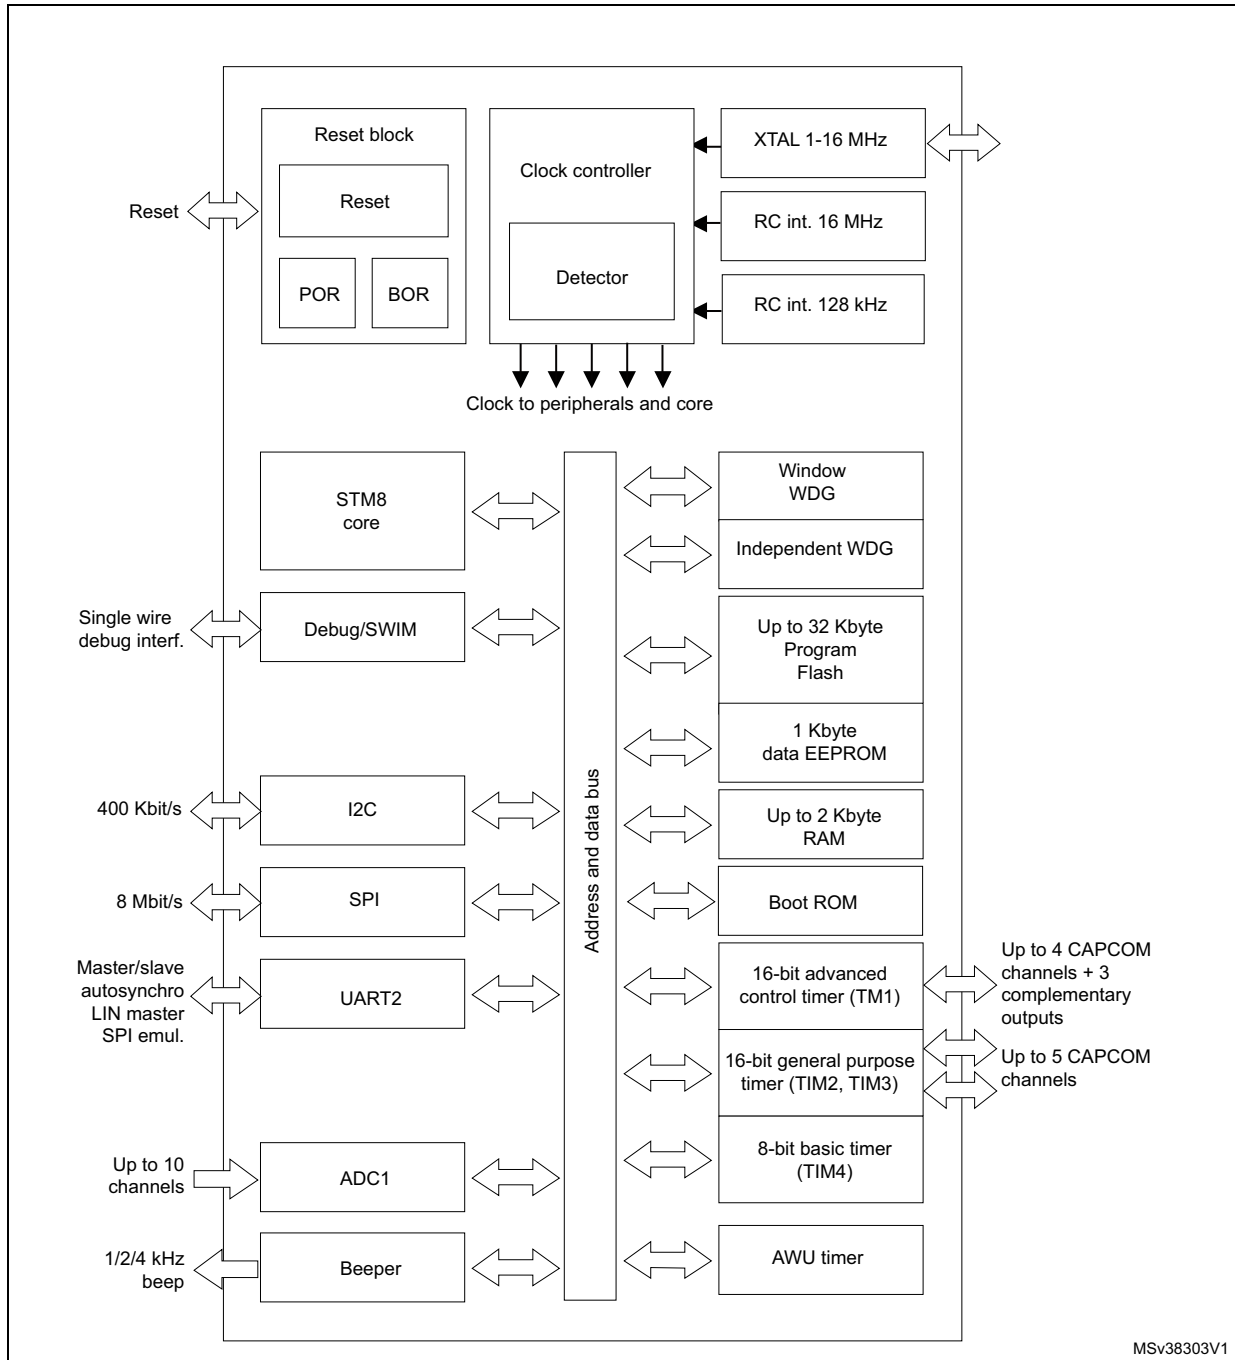 Reset block
Reset
POR
BOR
Reset
Clock controller
Detector
XTAL 1-16 MHz
RC int. 16 MHz
RC int. 128 kHz
Clock to peripherals and core
STM8
core
Single wire
debug interf.
Debug/SWIM
400 Kbit/s
I2C
8 Mbit/s
SPI
Master/slave
autosynchro
LIN master
SPI emul.
UART2
Up to 10
channels
ADC1
1/2/4 kHz
beep
Beeper
Address and data bus
Window
WDG
Independent WDG
Up to 32 Kbyte
Program
Flash
1 Kbyte
data EEPROM
Up to 2 Kbyte
RAM
Boot ROM
16-bit advanced
control timer (TM1)
Up to 4 CAPCOM
channels + 3
complementary
outputs
16-bit general purpose
timer (TIM2, TIM3)
Up to 5 CAPCOM
channels
8-bit basic timer
(TIM4)
AWU timer
MSv38303V1